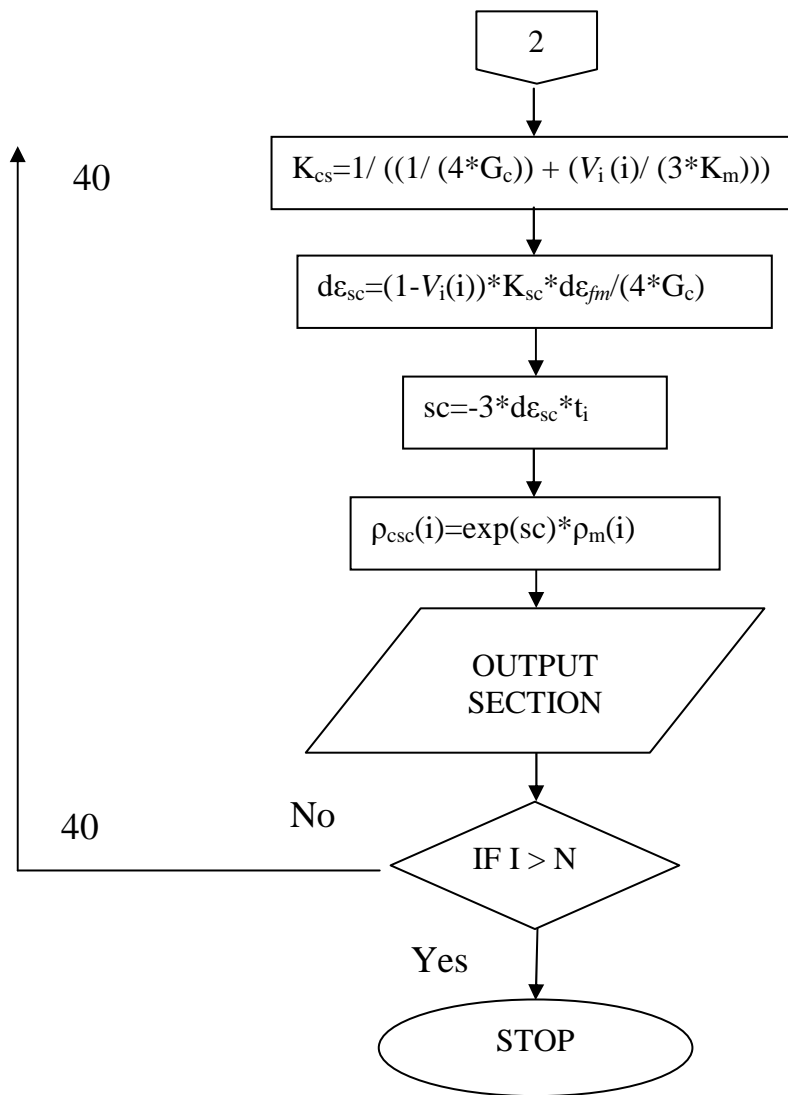 2
K_cs=1/ ((1/ (4*G_c)) + (V_i (i)/ (3*K_m)))
40
dε_sc=(1-V_i(i))*K_sc*dε_fm/(4*G_c)
sc=-3*dε_sc*t_i
ρ_csc(i)=exp(sc)*ρ_m(i)
OUTPUT
SECTION
No
40
IF I > N
Yes
STOP